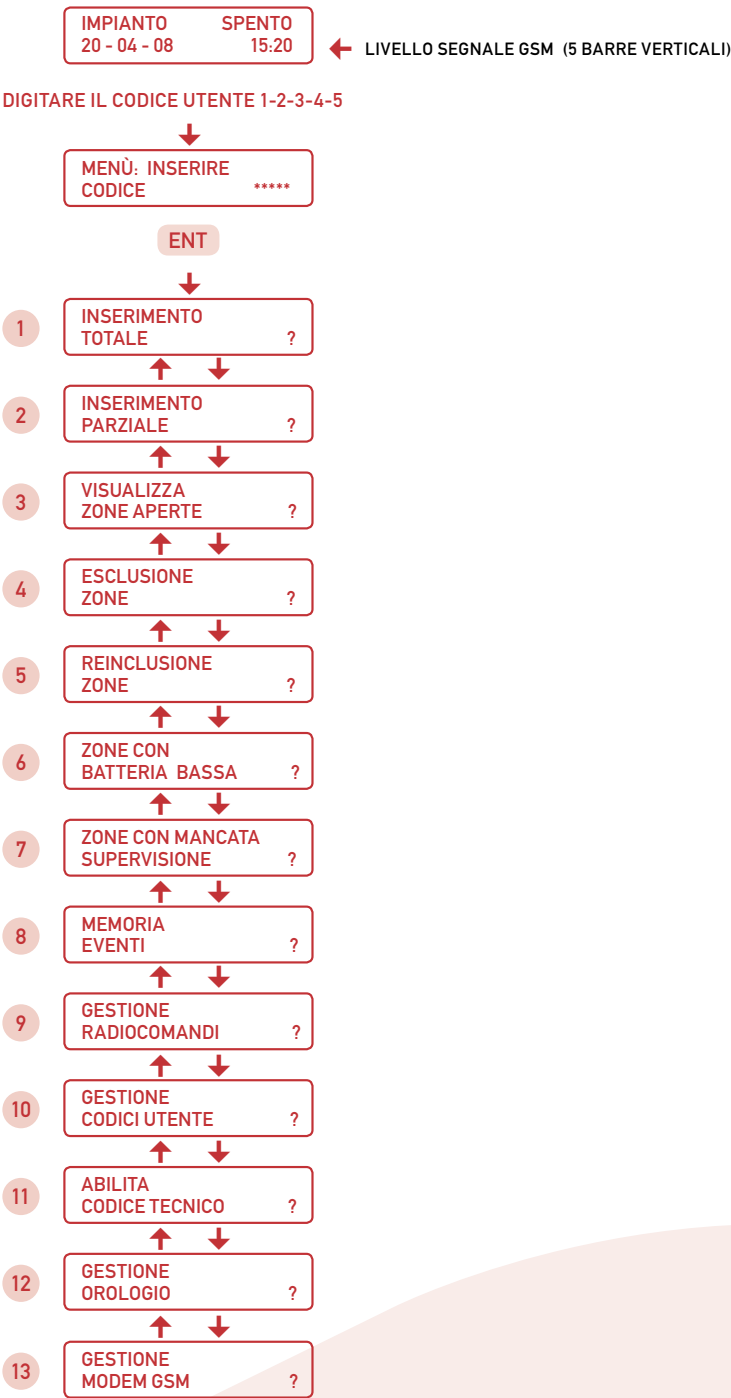 IMPIANTO SPENTO
20 - 04 - 08 15:20
LIVELLO SEGNALE GSM (5 BARRE VERTICALI)
DIGITARE IL CODICE UTENTE 1-2-3-4-5
MENÙ: INSERIRE
CODICE *****
ENT
1
INSERIMENTO
TOTALE ?
2
INSERIMENTO
PARZIALE ?
3
VISUALIZZA
ZONE APERTE ?
4
ESCLUSIONE
ZONE ?
5
REINCLUSIONE
ZONE ?
6
ZONE CON
BATTERIA BASSA ?
7
ZONE CON MANCATA
SUPERVISIONE ?
8
MEMORIA
EVENTI ?
9
GESTIONE
RADIOCOMANDI ?
10
GESTIONE
CODICI UTENTE ?
11
ABILITA
CODICE TECNICO ?
12
GESTIONE
OROLOGIO ?
13
GESTIONE
MODEM GSM ?